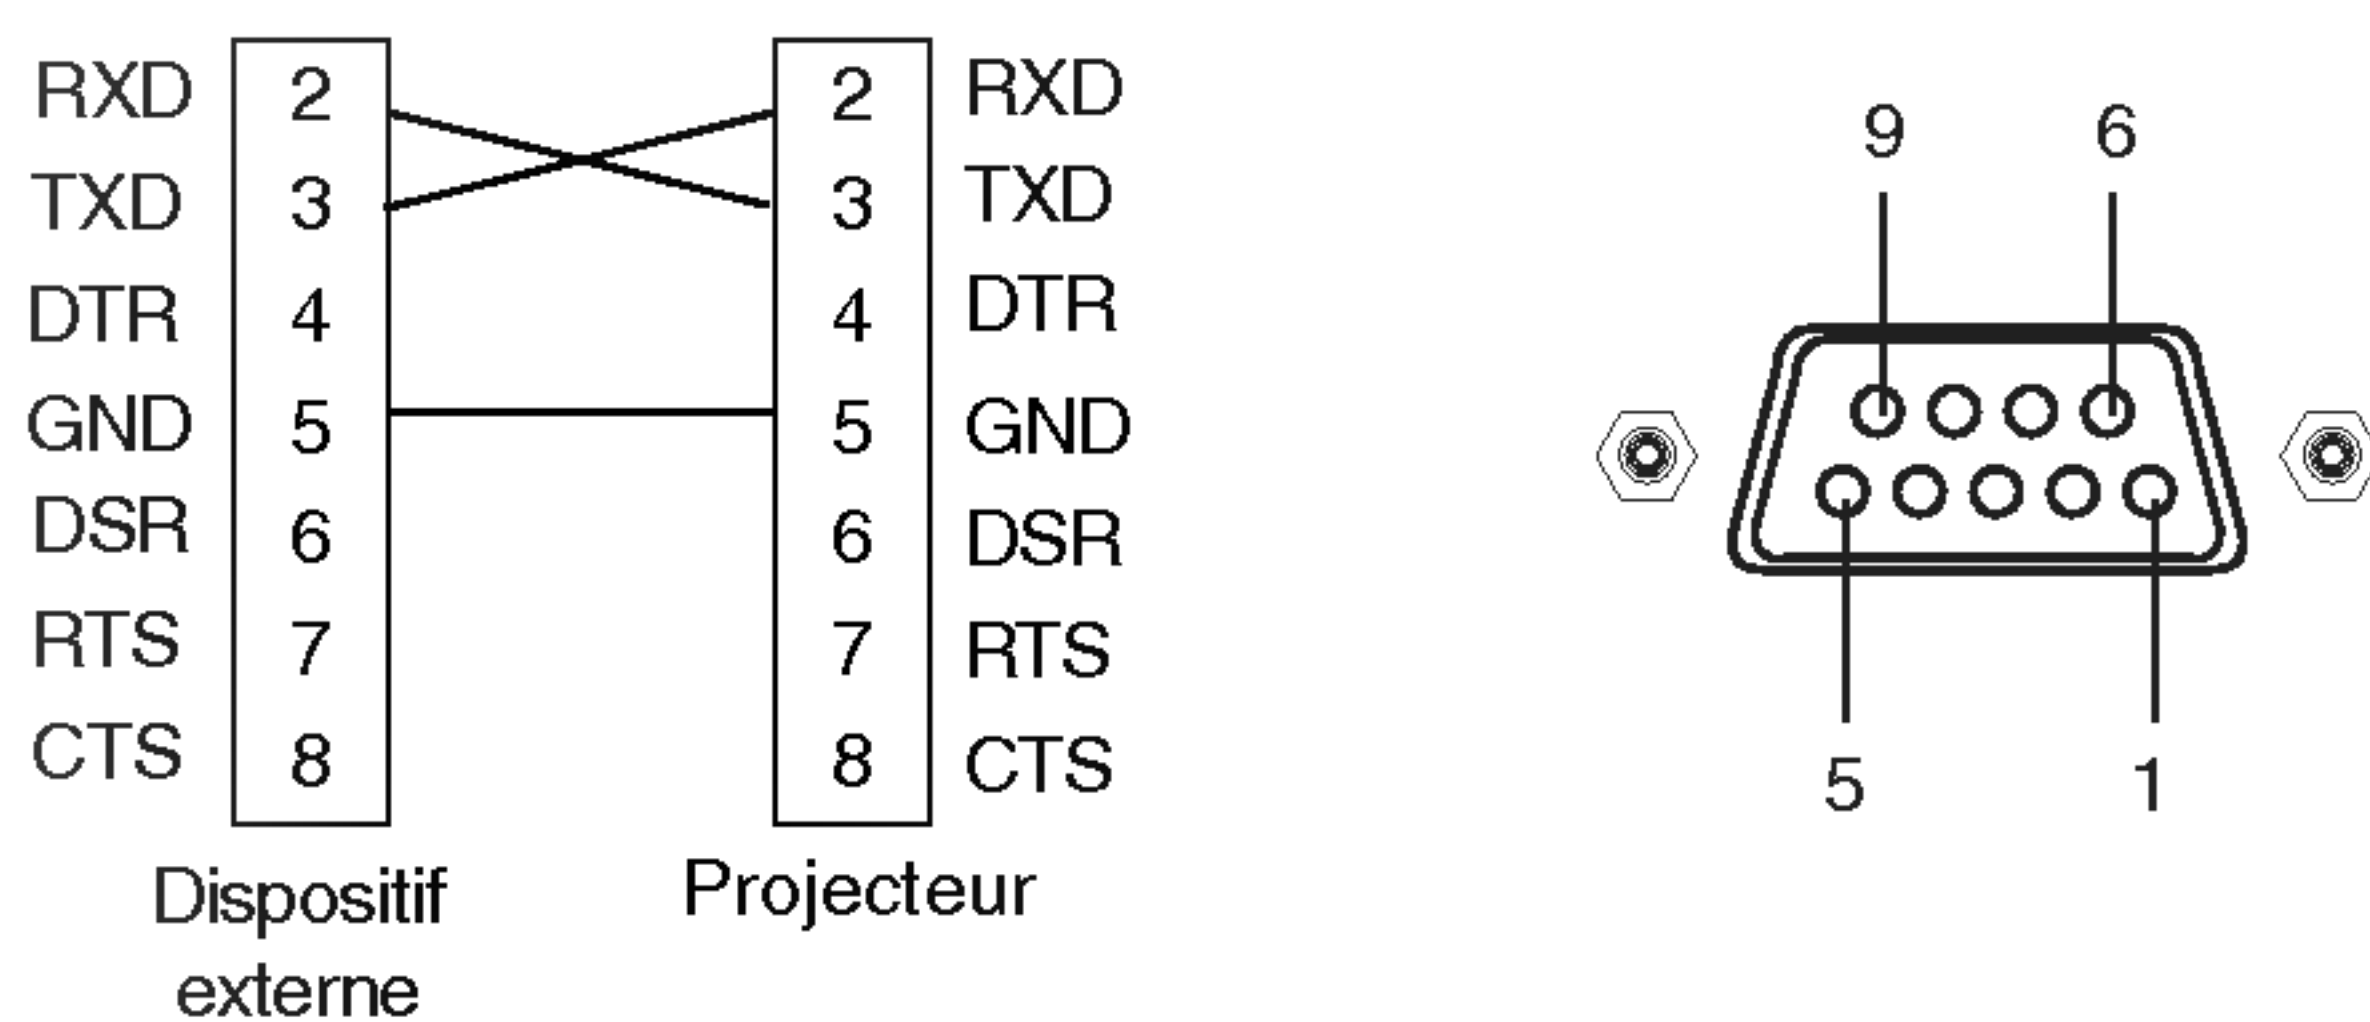 RXD 2 2 RXD
TXD 3 3 TXD
DTR 4 4 DTR
GND 5 5 GND
DSR 6 6 DSR
RTS 7 7 RTS
CTS 8 8 CTS
Dispositif
externe
Projecteur
9 6
5 1